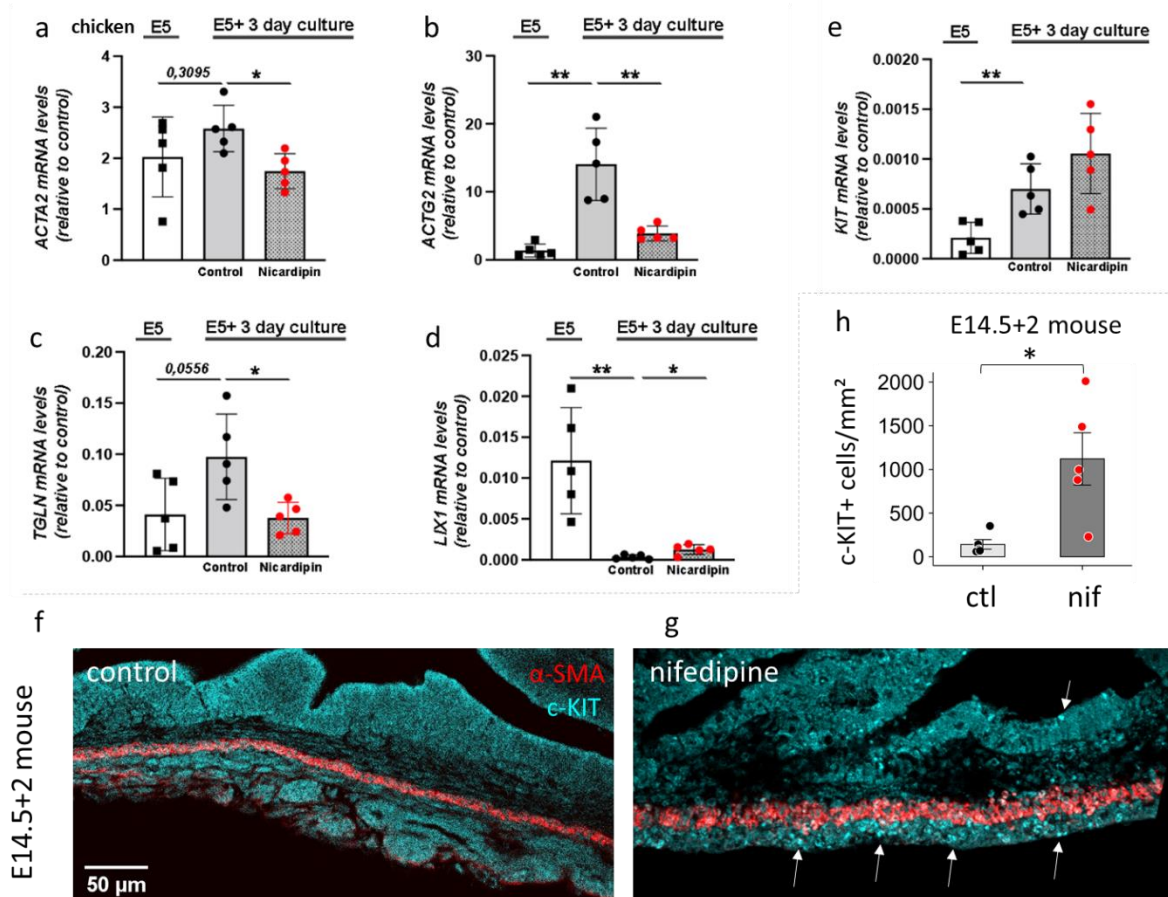 a chicken E5 E5+ 3 day culture
ACTA2 mRNA levels
(relative to control)
4
3
2
1
0
0,3095 *
Control Nicardipin
b E5 E5+ 3 day culture
ACTG2 mRNA levels
(relative to control)
30
20
10
0
** **
Control Nicardipin
e E5 E5+ 3 day culture
KIT mRNA levels
(relative to control)
0.0020
0.0015
0.0010
0.0005
0.0000
**
Control Nicardipin
c E5 E5+ 3 day culture
TGLN mRNA levels
(relative to control)
0.20
0.15
0.10
0.05
0.00
0,0556 *
Control Nicardipin
d E5 E5+ 3 day culture
LIX1 mRNA levels
(relative to control)
0.025
0.020
0.015
0.010
0.005
0.000
** *
Control Nicardipin
h E14.5+2 mouse
*
c-KIT+ cells/mm²
2000
1500
1000
500
0
ctl nif
f
E14.5+2 mouse
control α-SMA
c-KIT
50 µm
g
nifedipine